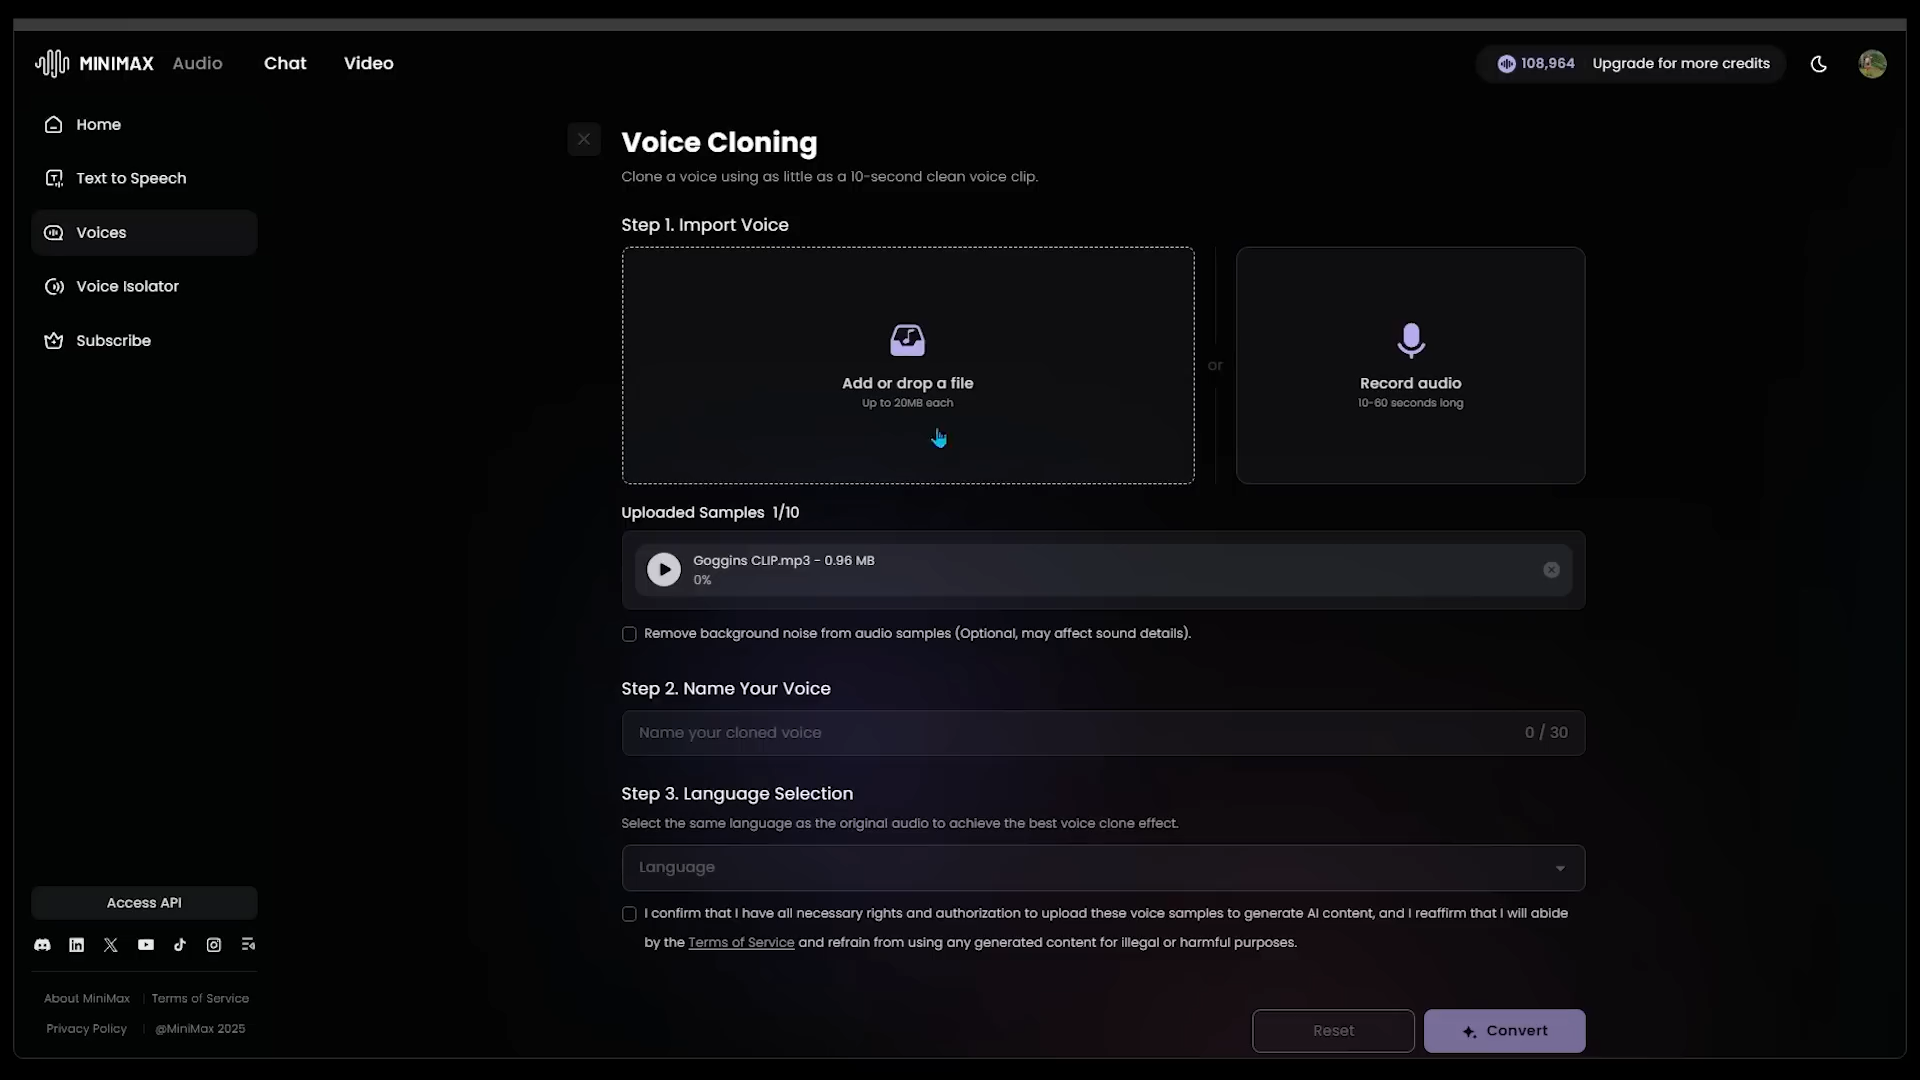 MINIMAX Audio Chat Video
108,964 Upgrade for more credits
Home
Text to Speech
Voices
Voice Isolator
Subscribe
Voice Cloning
Clone a voice using as little as a 10-second clean voice clip.
Step 1. Import Voice
Add or drop a file
Up to 20MB each
or
Record audio
10-60 seconds long
Uploaded Samples 1/10
Goggins CLIP.mp3 - 0.96 MB
0%
Remove background noise from audio samples (Optional, may affect sound details).
Step 2. Name Your Voice
Name your cloned voice 0 / 30
Step 3. Language Selection
Select the same language as the original audio to achieve the best voice clone effect.
Language
I confirm that I have all necessary rights and authorization to upload these voice samples to generate AI content, and I reaffirm that I will abide
by the Terms of Service and refrain from using any generated content for illegal or harmful purposes.
Reset Convert
Access API
About MiniMax | Terms of Service
Privacy Policy | @MiniMax 2025